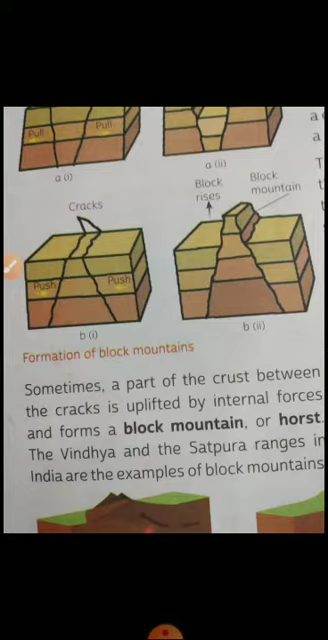 Pull Pull
a (i)
a (ii)
Cracks
Block
rises
Block
mountain
Push Push
b (i)
b (ii)
Formation of block mountains
Sometimes, a part of the crust between
the cracks is uplifted by internal forces
and forms a block mountain, or horst.
The Vindhya and the Satpura ranges in
India are the examples of block mountains
a
a
T
t